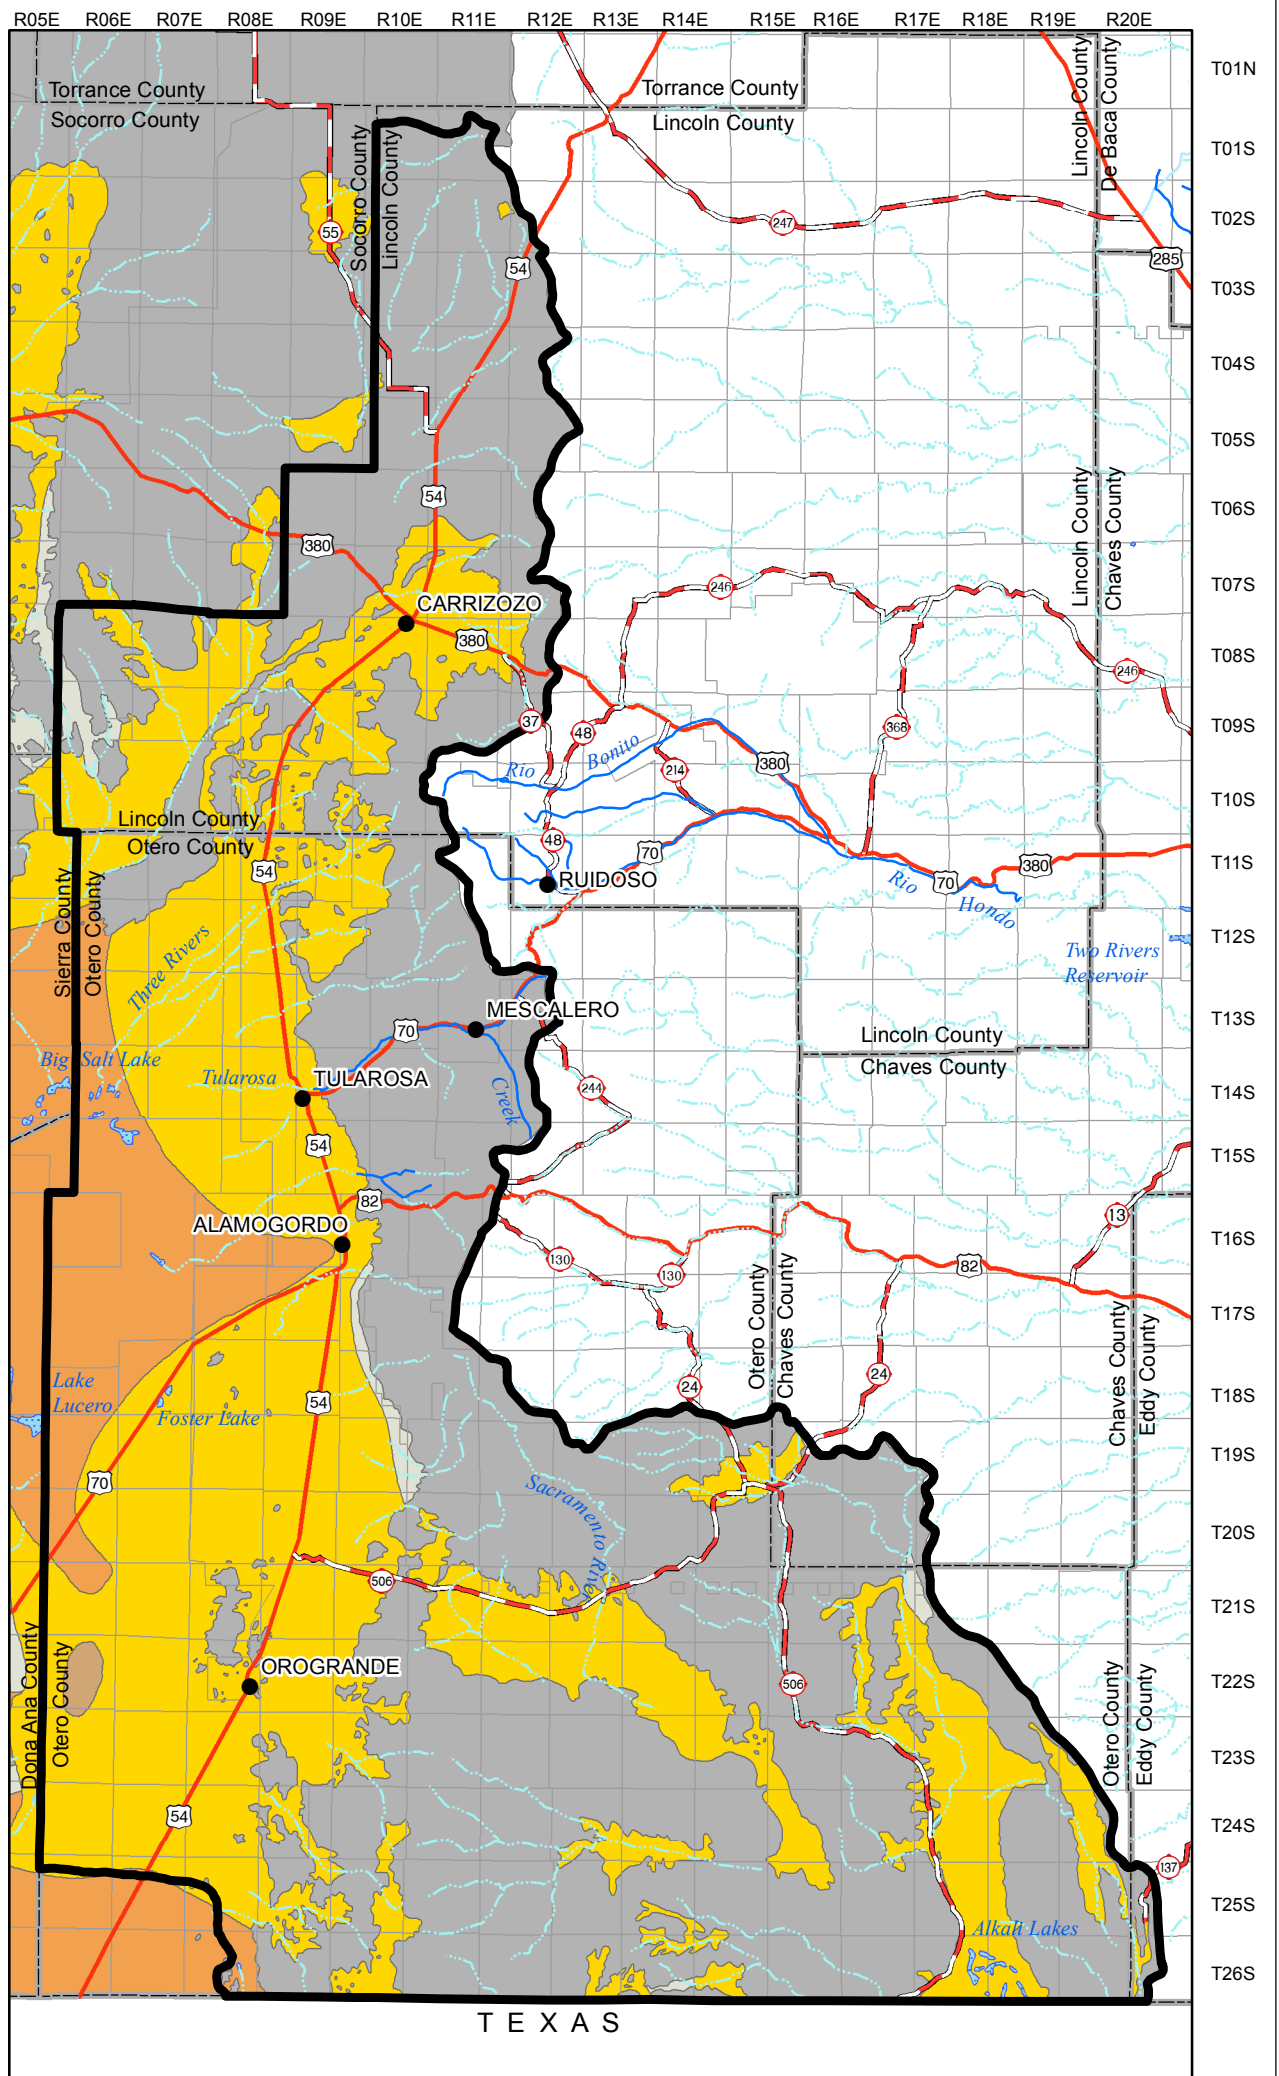 R05E R06E R07E R08E R09E R10E R11E R12E R13E R14E R15E R16E R17E R18E R19E R20E
T01N
Torrance County
Socorro County
Torrance County
Lincoln County
Lincoln County
De Baca County
T01S
Socorro County
Lincoln County
T02S
55
247
54
285
T03S
T04S
T05S
54
T06S
Lincoln County
Chaves County
380
246
T07S
CARRIZOZO
380
T08S
246
37
48
368
T09S
Rio Bonito
380
214
T10S
Lincoln County
Otero County
48
70
380
T11S
54
RUIDOSO
70
Rio Hondo
Sierra County
Otero County
T12S
Two Rivers
Reservoir
Three Rivers
MESCALERO
T13S
70
Lincoln County
Chaves County
Big Salt Lake
Tularosa
TULAROSA
Creek
244
T14S
54
T15S
82
13
ALAMOGORDO
T16S
130
130
82
Otero County
Chaves County
T17S
Chaves County
Eddy County
Lake
Lucero
54
24
24
T18S
Foster Lake
T19S
70
Sacramento River
T20S
506
T21S
Dona Ana County
Otero County
OROGRANDE
506
Otero County
Eddy County
T22S
T23S
54
T24S
137
T25S
Alkali Lakes
T26S
TEXAS